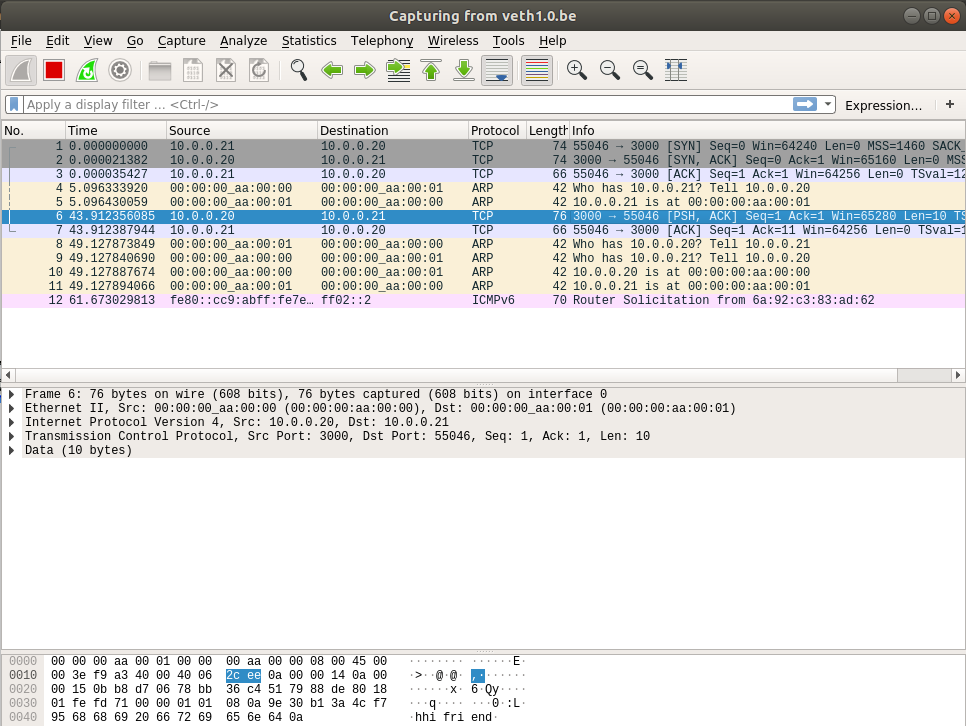 Capturing from veth1.0.be
File Edit View Go Capture Analyze Statistics Telephony Wireless Tools Help
Apply a display filter … <Ctrl-/> Expression… +
No. Time Source Destination Protocol Length Info
1 0.000000000 10.0.0.21 10.0.0.20 TCP 74 55046 → 3000 [SYN] Seq=0 Win=64240 Len=0 MSS=1460 SACK_
2 0.000021382 10.0.0.20 10.0.0.21 TCP 74 3000 → 55046 [SYN, ACK] Seq=0 Ack=1 Win=65160 Len=0 MSS
3 0.000035427 10.0.0.21 10.0.0.20 TCP 66 55046 → 3000 [ACK] Seq=1 Ack=1 Win=64256 Len=0 TSval=12
4 5.096333920 00:00:00_aa:00:00 00:00:00_aa:00:01 ARP 42 Who has 10.0.0.21? Tell 10.0.0.20
5 5.096430059 00:00:00_aa:00:01 00:00:00_aa:00:00 ARP 42 10.0.0.21 is at 00:00:00:aa:00:01
6 43.912356085 10.0.0.20 10.0.0.21 TCP 76 3000 → 55046 [PSH, ACK] Seq=1 Ack=1 Win=65280 Len=10 TS
7 43.912387944 10.0.0.21 10.0.0.20 TCP 66 55046 → 3000 [ACK] Seq=1 Ack=11 Win=64256 Len=0 TSval=1
8 49.127873849 00:00:00_aa:00:01 00:00:00_aa:00:00 ARP 42 Who has 10.0.0.20? Tell 10.0.0.21
9 49.127840690 00:00:00_aa:00:00 00:00:00_aa:00:01 ARP 42 Who has 10.0.0.21? Tell 10.0.0.20
10 49.127887674 00:00:00_aa:00:00 00:00:00_aa:00:01 ARP 42 10.0.0.20 is at 00:00:00:aa:00:00
11 49.127894066 00:00:00_aa:00:01 00:00:00_aa:00:00 ARP 42 10.0.0.21 is at 00:00:00:aa:00:01
12 61.673029813 fe80::cc9:abff:fe7e… ff02::2 ICMPv6 70 Router Solicitation from 6a:92:c3:83:ad:62
Frame 6: 76 bytes on wire (608 bits), 76 bytes captured (608 bits) on interface 0
Ethernet II, Src: 00:00:00_aa:00:00 (00:00:00:aa:00:00), Dst: 00:00:00_aa:00:01 (00:00:00:aa:00:01)
Internet Protocol Version 4, Src: 10.0.0.20, Dst: 10.0.0.21
Transmission Control Protocol, Src Port: 3000, Dst Port: 55046, Seq: 1, Ack: 1, Len: 10
Data (10 bytes)
0000 00 00 00 aa 00 01 00 00 00 aa 00 00 08 00 45 00 ········ ······E·
0010 00 3e f9 a3 40 00 40 06 2c ee 0a 00 00 14 0a 00 ·>··@·@· ,·······
0020 00 15 0b b8 d7 06 78 bb 36 c4 51 79 88 de 80 18 ······x· 6·Qy····
0030 01 fe fd 71 00 00 01 01 08 0a 9e 30 b1 3a 4c f7 ···q···· ···0·:L·
0040 95 68 68 69 20 66 72 69 65 6e 64 0a ·hhi fri end·